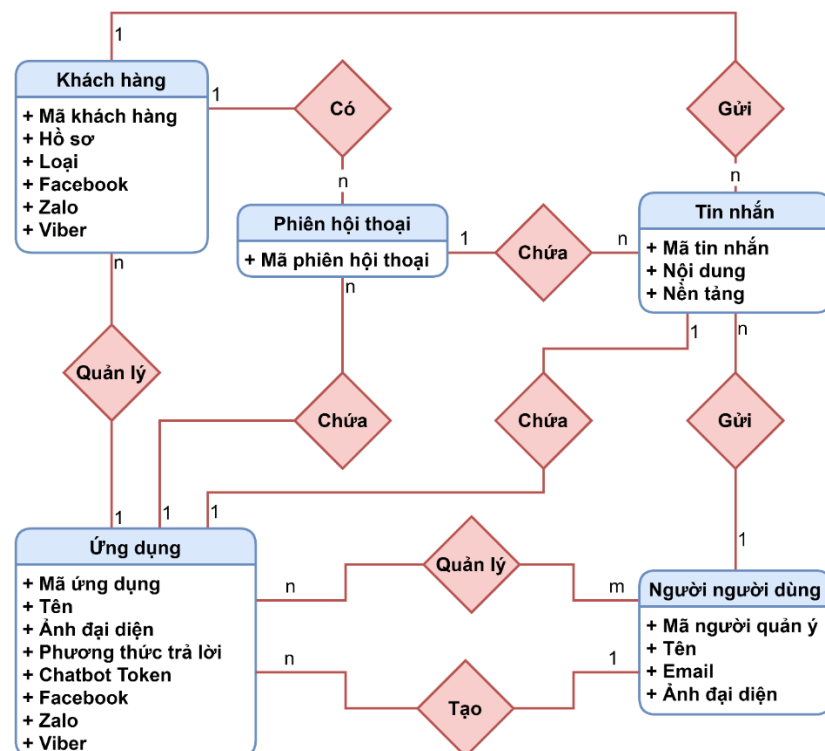 1
Khách hàng
+ Mã khách hàng
+ Hồ sơ
+ Loại
+ Facebook
+ Zalo
+ Viber
1
Có
n
Gửi
n
Phiên hội thoại
+ Mã phiên hội thoại
1
Chứa
n
Tin nhắn
+ Mã tin nhắn
+ Nội dung
+ Nền tảng
n
Quản lý
1
n
Chứa
1
1
Chứa
1
n
Gửi
1
Ứng dụng
+ Mã ứng dụng
+ Tên
+ Ảnh đại diện
+ Phương thức trả lời
+ Chatbot Token
+ Facebook
+ Zalo
+ Viber
n
Quản lý
m
n
Tạo
1
Người người dùng
+ Mã người quản ý
+ Tên
+ Email
+ Ảnh đại diện